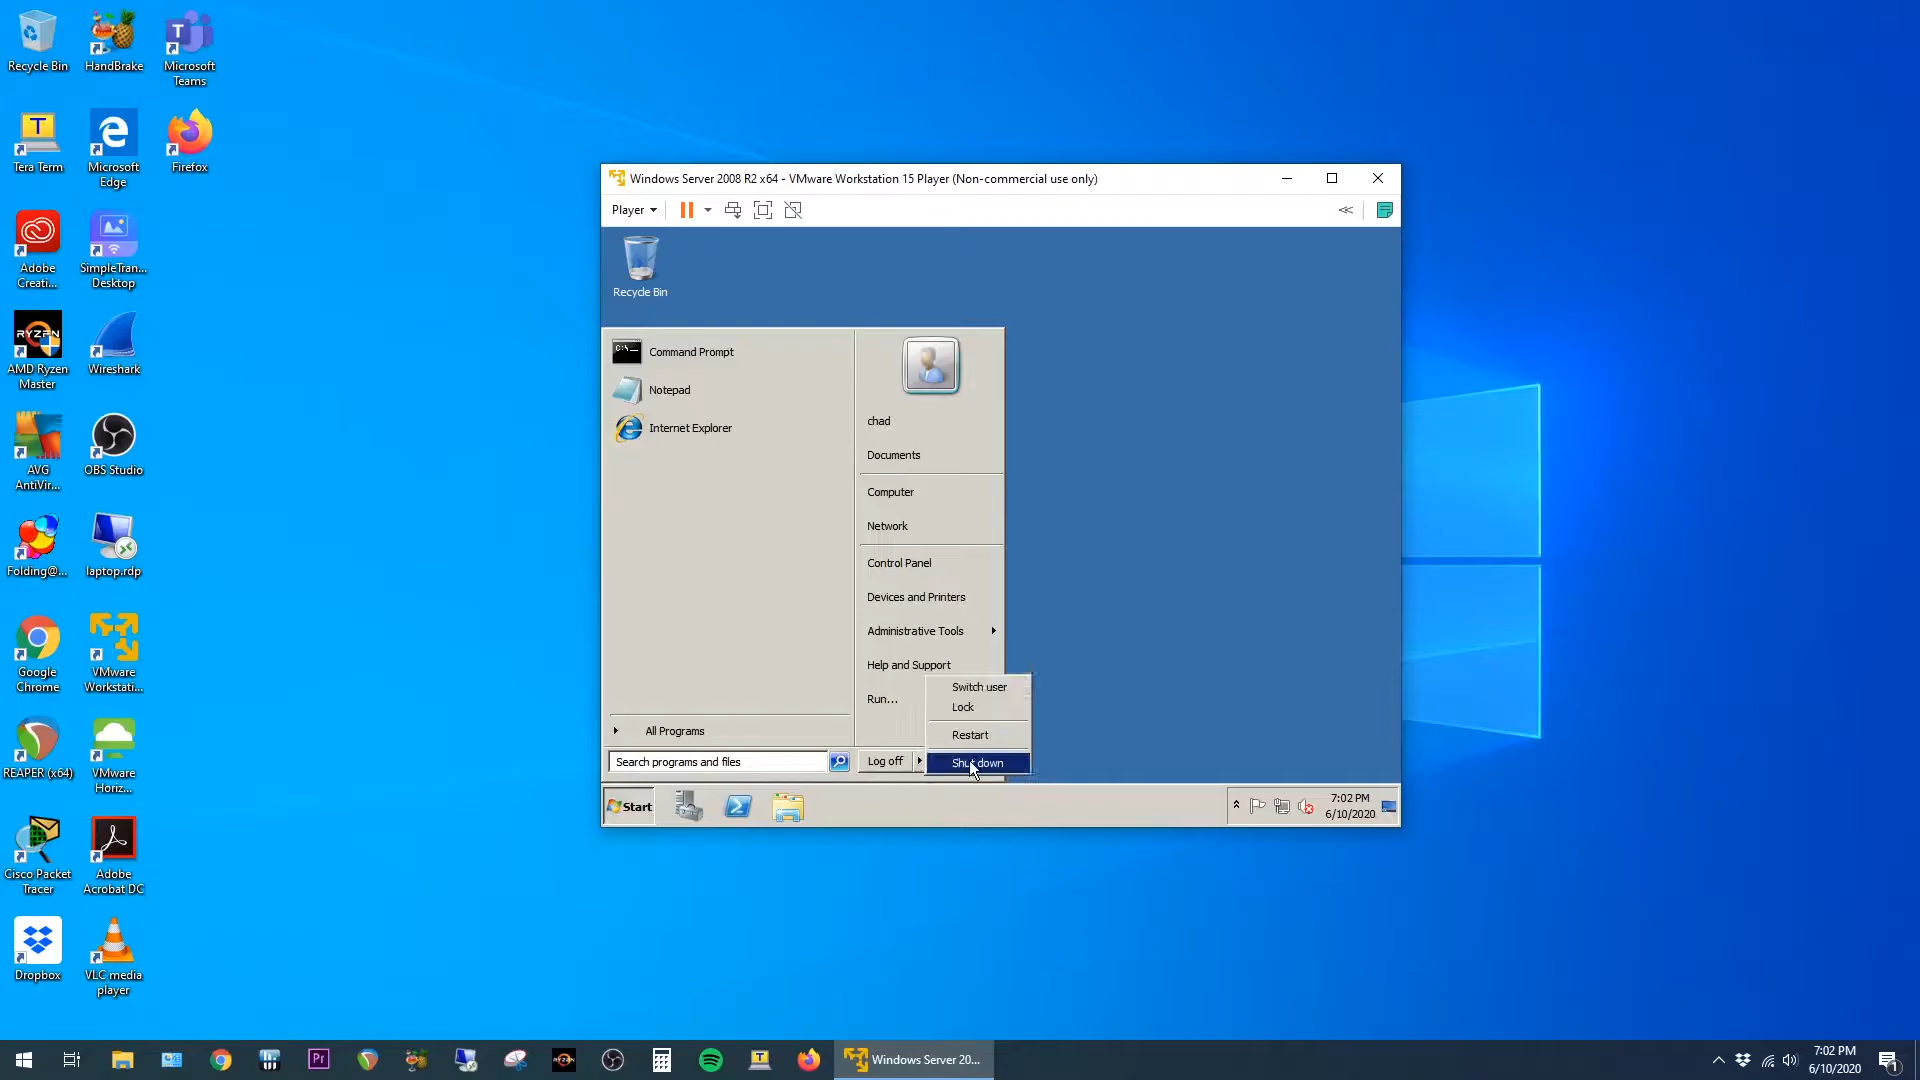 Recycle Bin
HandBrake
Microsoft
Teams
Tera Term
Microsoft
Edge
Firefox
Adobe
Creati...
SimpleTran...
Desktop
RYZEN
AMD Ryzen
Master
Wireshark
AVG
AntiVir...
OBS Studio
Folding@...
laptop.rdp
Google
Chrome
VMware
Workstati...
REAPER (x64)
VMware
Horiz...
Cisco Packet
Tracer
Adobe
Acrobat DC
Dropbox
VLC media
player
Windows Server 2008 R2 x64 - VMware Workstation 15 Player (Non-commercial use only)
Player
Recycle Bin
Command Prompt
Notepad
Internet Explorer
All Programs
Search programs and files
chad
Documents
Computer
Network
Control Panel
Devices and Printers
Administrative Tools
Help and Support
Run...
Log off
Switch user
Lock
Restart
Shut down
Start
7:02 PM
6/10/2020
Pr
Windows Server 20...
7:02 PM
6/10/2020
1